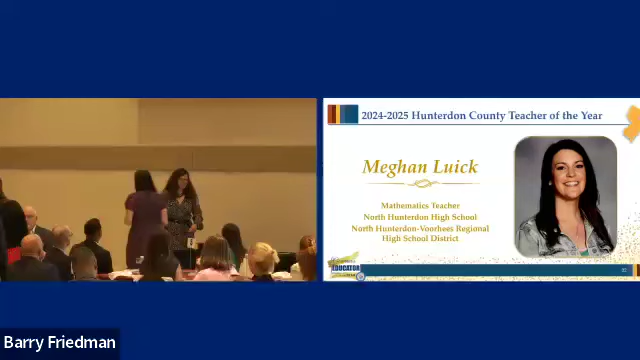 2024-2025 Hunterdon County Teacher of the Year
Meghan Luick
Mathematics Teacher
North Hunterdon High School
North Hunterdon-Voorhees Regional
High School District
EDUCATOR
Barry Friedman